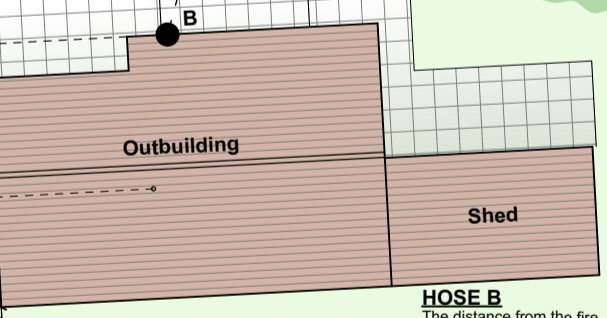 B
Outbuilding
Shed
HOSE B
The distance from the fire